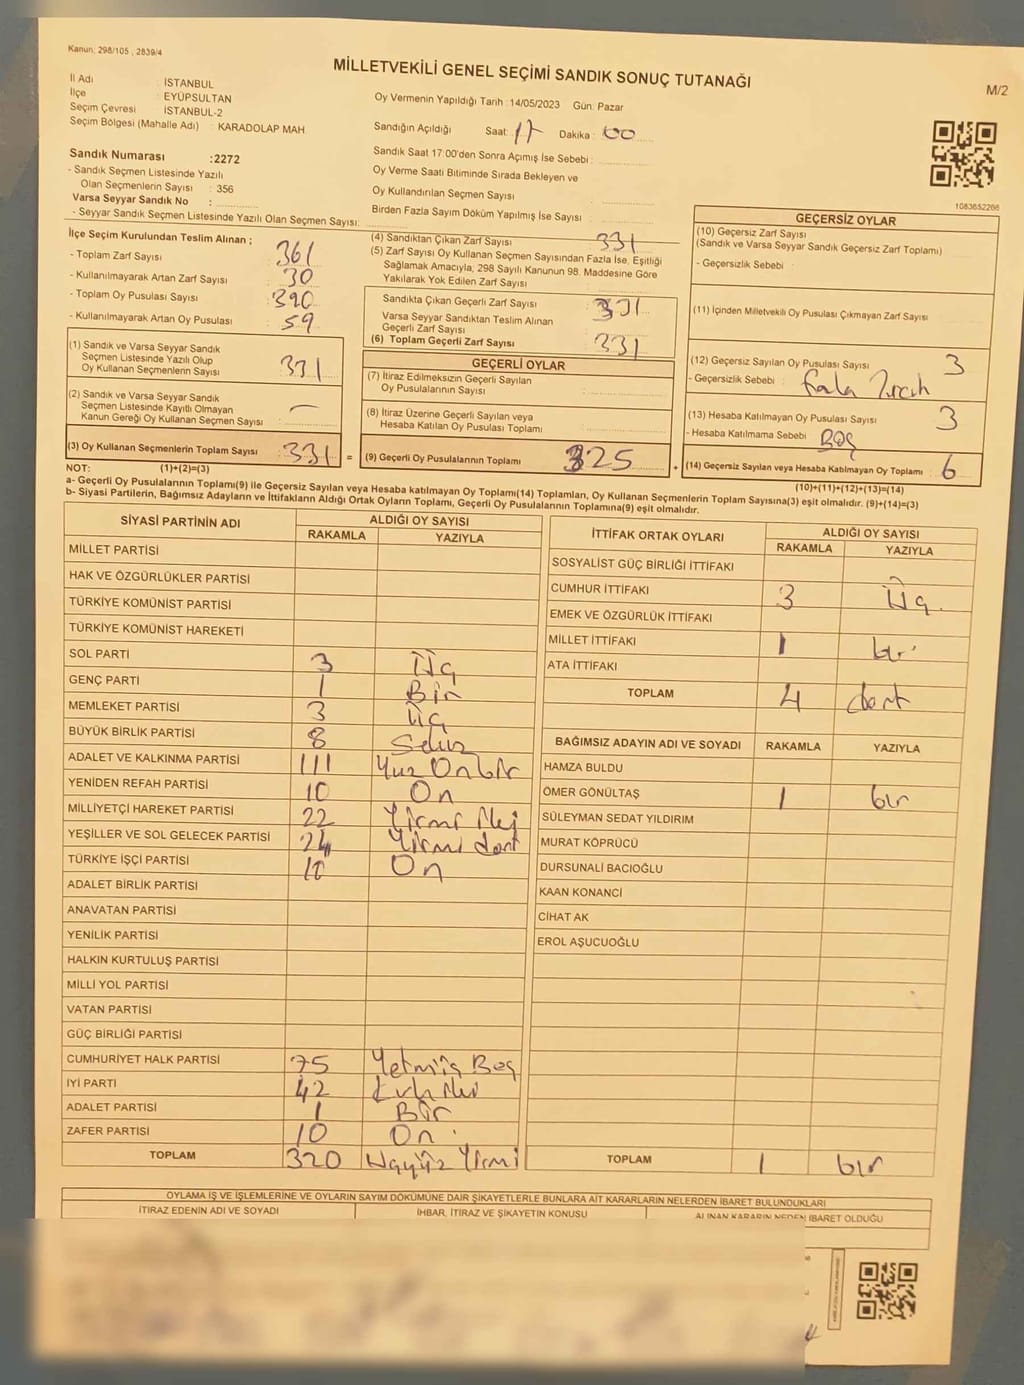 Kanun; 298/105 , 2839/4
MİLLETVEKİLİ GENEL SEÇİMİ SANDIK SONUÇ TUTANAĞI
M/2
İl Adı : İSTANBUL
İlçe : EYÜPSULTAN
Seçim Çevresi : İSTANBUL-2
Seçim Bölgesi (Mahalle Adı) : KARADOLAP MAH
Sandık Numarası :2272
- Sandık Seçmen Listesinde Yazılı
Olan Seçmenlerin Sayısı : 356
Varsa Seyyar Sandık No :
- Seyyar Sandık Seçmen Listesinde Yazılı Olan Seçmen Sayısı:
Oy Vermenin Yapıldığı Tarih :14/05/2023 Gün: Pazar
Sandığın Açıldığı Saat: 17 Dakika : 00
Sandık Saat 17:00'den Sonra Açımış İse Sebebi :
Oy Verme Saati Bitiminde Sırada Bekleyen ve
Oy Kullandırılan Seçmen Sayısı
Birden Fazla Sayım Döküm Yapılmış İse Sayısı :
1083652266
İlçe Seçim Kurulundan Teslim Alınan ;
- Toplam Zarf Sayısı : 361
- Kullanılmayarak Artan Zarf Sayısı : 30
- Toplam Oy Pusulası Sayısı : 390
- Kullanılmayarak Artan Oy Pusulası : 59
(1) Sandık ve Varsa Seyyar Sandık
Seçmen Listesinde Yazılı Olup
Oy Kullanan Seçmenlerin Sayısı : 331
(2) Sandık ve Varsa Seyyar Sandık
Seçmen Listesinde Kayıtlı Olmayan
Kanun Gereği Oy Kullanan Seçmen Sayısı : —
(3) Oy Kullanan Seçmenlerin Toplam Sayısı : 331 =
(4) Sandıktan Çıkan Zarf Sayısı : 331
(5) Zarf Sayısı Oy Kullanan Seçmen Sayısından Fazla İse, Eşitliği
Sağlamak Amacıyla; 298 Sayılı Kanunun 98. Maddesine Göre
Yakılarak Yok Edilen Zarf Sayısı :
Sandıkta Çıkan Geçerli Zarf Sayısı : 331
Varsa Seyyar Sandıktan Teslim Alınan
Geçerli Zarf Sayısı :
(6) Toplam Geçerli Zarf Sayısı : 331
GEÇERLİ OYLAR
(7) İtiraz Edilmeksizin Geçerli Sayılan
Oy Pusulalarının Sayısı :
(8) İtiraz Üzerine Geçerli Sayılan veya
Hesaba Katılan Oy Pusulası Toplamı :
(9) Geçerli Oy Pusulalarının Toplamı : 325 +
GEÇERSİZ OYLAR
(10) Geçersiz Zarf Sayısı
(Sandık ve Varsa Seyyar Sandık Geçersiz Zarf Toplamı)
- Geçersizlik Sebebi :
(11) İçinden Milletvekili Oy Pusulası Çıkmayan Zarf Sayısı
(12) Geçersiz Sayılan Oy Pusulası Sayısı : 3
- Geçersizlik Sebebi :
(13) Hesaba Katılmayan Oy Pusulası Sayısı : 3
- Hesaba Katılmama Sebebi : Boş
(14) Geçersiz Sayılan veya Hesaba Katılmayan Oy Toplamı : 6
NOT: (1)+(2)=(3)
(10)+(11)+(12)+(13)=(14)
a- Geçerli Oy Pusulalarının Toplamı(9) ile Geçersiz Sayılan veya Hesaba katılmayan Oy Toplamı(14) Toplamları, Oy Kullanan Seçmenlerin Toplam Sayısına(3) eşit olmalıdır. (9)+(14)=(3)
b- Siyasi Partilerin, Bağımsız Adayların ve İttifakların Aldığı Ortak Oyların Toplamı, Geçerli Oy Pusulalarının Toplamına(9) eşit olmalıdır.
SİYASİ PARTİNİN ADI ALDIĞI OY SAYISI
RAKAMLA YAZIYLA
MİLLET PARTİSİ
HAK VE ÖZGÜRLÜKLER PARTİSİ
TÜRKİYE KOMÜNİST PARTİSİ
TÜRKİYE KOMÜNİST HAREKETİ
SOL PARTİ 3 Üç
GENÇ PARTİ 1 Bir
MEMLEKET PARTİSİ 3 üç
BÜYÜK BİRLİK PARTİSİ 8 Sekiz
ADALET VE KALKINMA PARTİSİ 111 Yüz Onbir
YENİDEN REFAH PARTİSİ 10 On
MİLLİYETÇİ HAREKET PARTİSİ 22 Yirmi iki
YEŞİLLER VE SOL GELECEK PARTİSİ 24 Yirmi dört
TÜRKİYE İŞÇİ PARTİSİ 10 On
ADALET BİRLİK PARTİSİ
ANAVATAN PARTİSİ
YENİLİK PARTİSİ
HALKIN KURTULUŞ PARTİSİ
MİLLİ YOL PARTİSİ
VATAN PARTİSİ
GÜÇ BİRLİĞİ PARTİSİ
CUMHURİYET HALK PARTİSİ 75 Yetmiş Beş
İYİ PARTİ 42 Kırk iki
ADALET PARTİSİ 1 Bir
ZAFER PARTİSİ 10 On
TOPLAM 320 Üçyüz Yirmi
İTTİFAK ORTAK OYLARI ALDIĞI OY SAYISI
RAKAMLA YAZIYLA
SOSYALİST GÜÇ BİRLİĞİ İTTİFAKI
CUMHUR İTTİFAKI 3 Üç
EMEK VE ÖZGÜRLÜK İTTİFAKI
MİLLET İTTİFAKI 1 bir
ATA İTTİFAKI
TOPLAM 4 dört
BAĞIMSIZ ADAYIN ADI VE SOYADI RAKAMLA YAZIYLA
HAMZA BULDU
ÖMER GÖNÜLTAŞ 1 bir
SÜLEYMAN SEDAT YILDIRIM
MURAT KÖPRÜCÜ
DURSUNALİ BACIOĞLU
KAAN KONANCİ
CİHAT AK
EROL AŞUCUOĞLU
TOPLAM 1 bir
OYLAMA İŞ VE İŞLEMLERİNE VE OYLARIN SAYIM DÖKÜMÜNE DAİR ŞİKAYETLERLE BUNLARA AİT KARARLARIN NELERDEN İBARET BULUNDUKLARI
İTİRAZ EDENİN ADI VE SOYADI İHBAR, İTİRAZ VE ŞİKAYETİN KONUSU ALINAN KARARIN NEDEN İBARET OLDUĞU